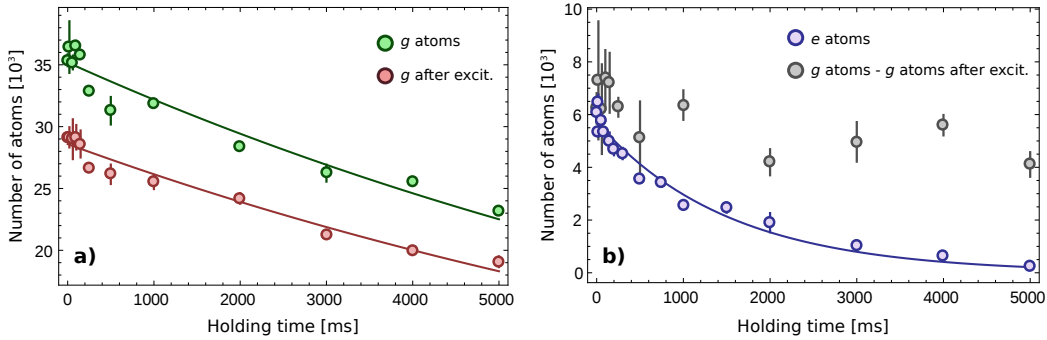 Number of atoms [10³]
35
30
25
20
g atoms
g after excit.
a)
0 1000 2000 3000 4000 5000
Holding time [ms]
Number of atoms [10³]
10
8
6
4
2
0
e atoms
g atoms - g atoms after excit.
b)
0 1000 2000 3000 4000 5000
Holding time [ms]